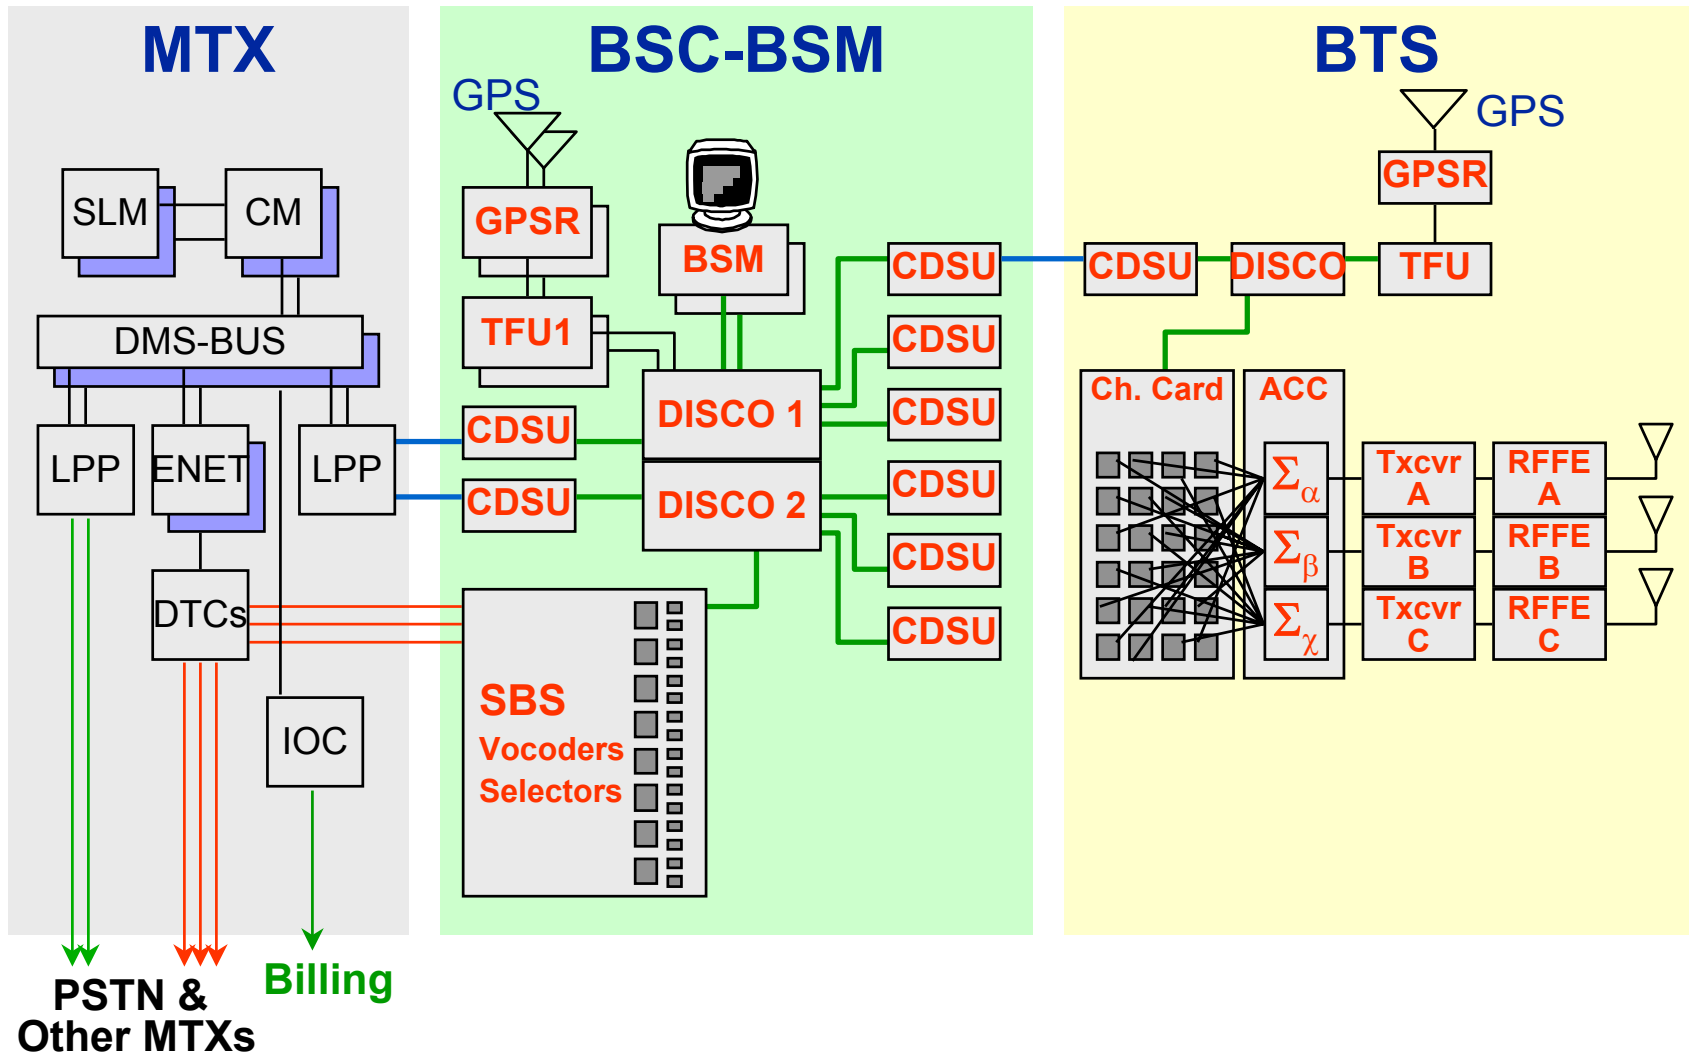 MTX
BSC-BSM
BTS
GPS
GPS
SLM
CM
GPSR
BSM
GPSR
CDSU
CDSU
DISCO
TFU
DMS-BUS
TFU1
CDSU
LPP
ENET
LPP
CDSU
DISCO 1
CDSU
CDSU
DISCO 2
CDSU
CDSU
CDSU
Ch. Card
ACC
Σα
Txcvr
A
RFFE
A
Σβ
Txcvr
B
RFFE
B
Σχ
Txcvr
C
RFFE
C
DTCs
SBS
Vocoders
Selectors
IOC
PSTN &
Other MTXs
Billing